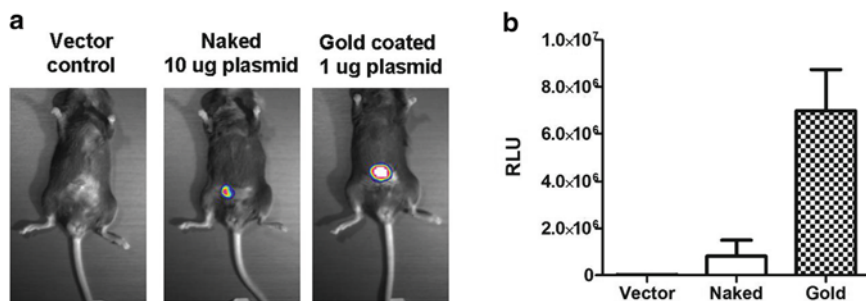 a
Vector
control
Naked
10 ug plasmid
Gold coated
1 ug plasmid
b
RLU
1.0×10⁷
8.0×10⁶
6.0×10⁶
4.0×10⁶
2.0×10⁶
0
Vector
Naked
Gold